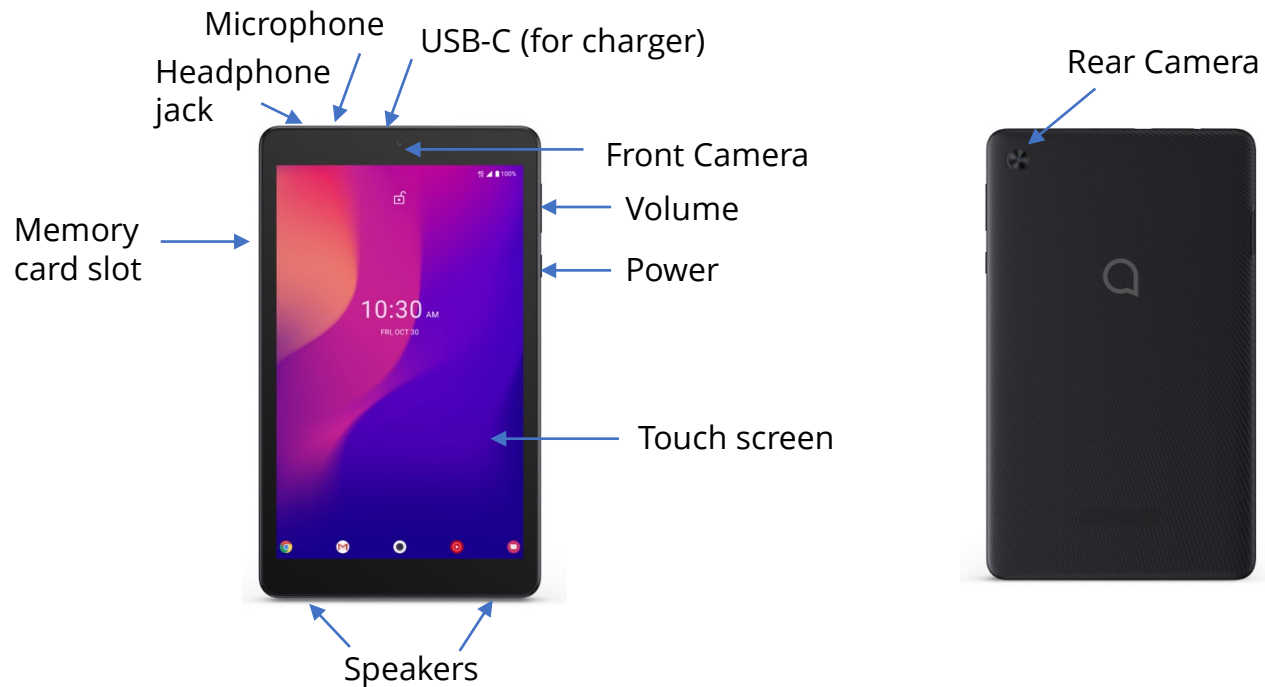 Microphone
USB-C (for charger)
Headphone
jack
Rear Camera
Front Camera
100%
Volume
Memory
card slot
Power
10:30 AM
FRI, OCT 30
Touch screen
Speakers